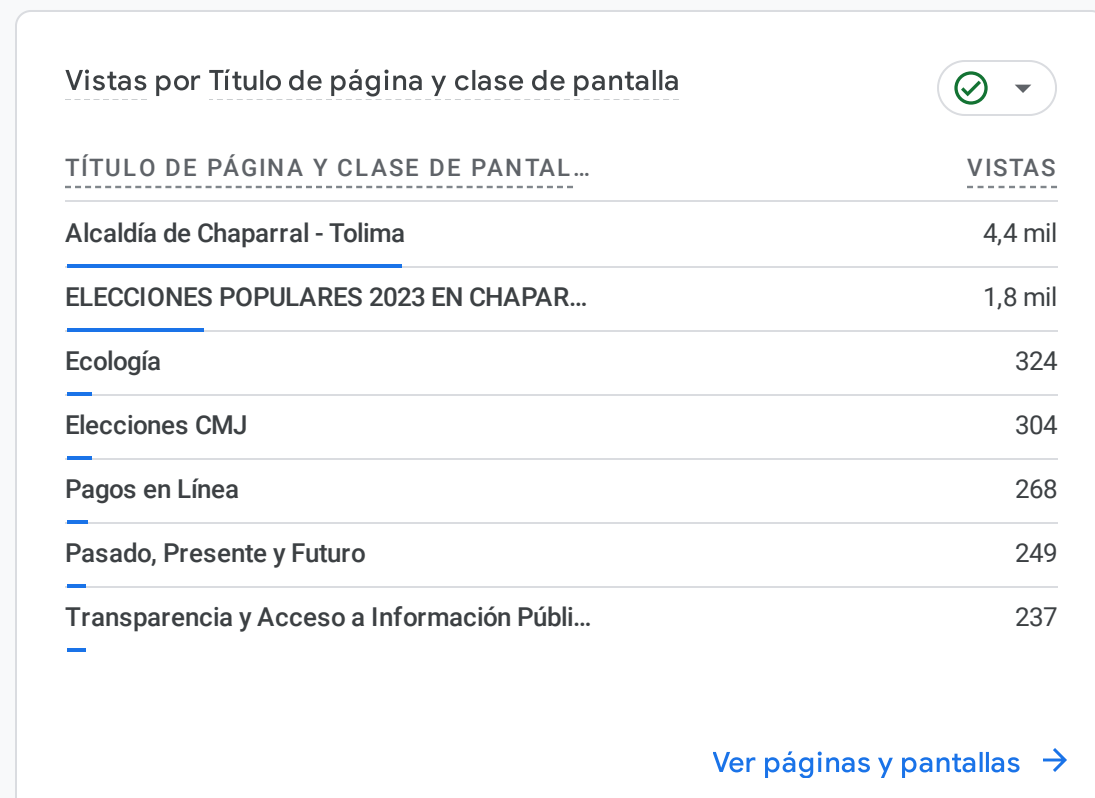 Vistas por Título de página y clase de pantalla
TÍTULO DE PÁGINA Y CLASE DE PANTAL… VISTAS
Alcaldía de Chaparral - Tolima 4,4 mil
ELECCIONES POPULARES 2023 EN CHAPAR… 1,8 mil
Ecología 324
Elecciones CMJ 304
Pagos en Línea 268
Pasado, Presente y Futuro 249
Transparencia y Acceso a Información Públi… 237
Ver páginas y pantallas